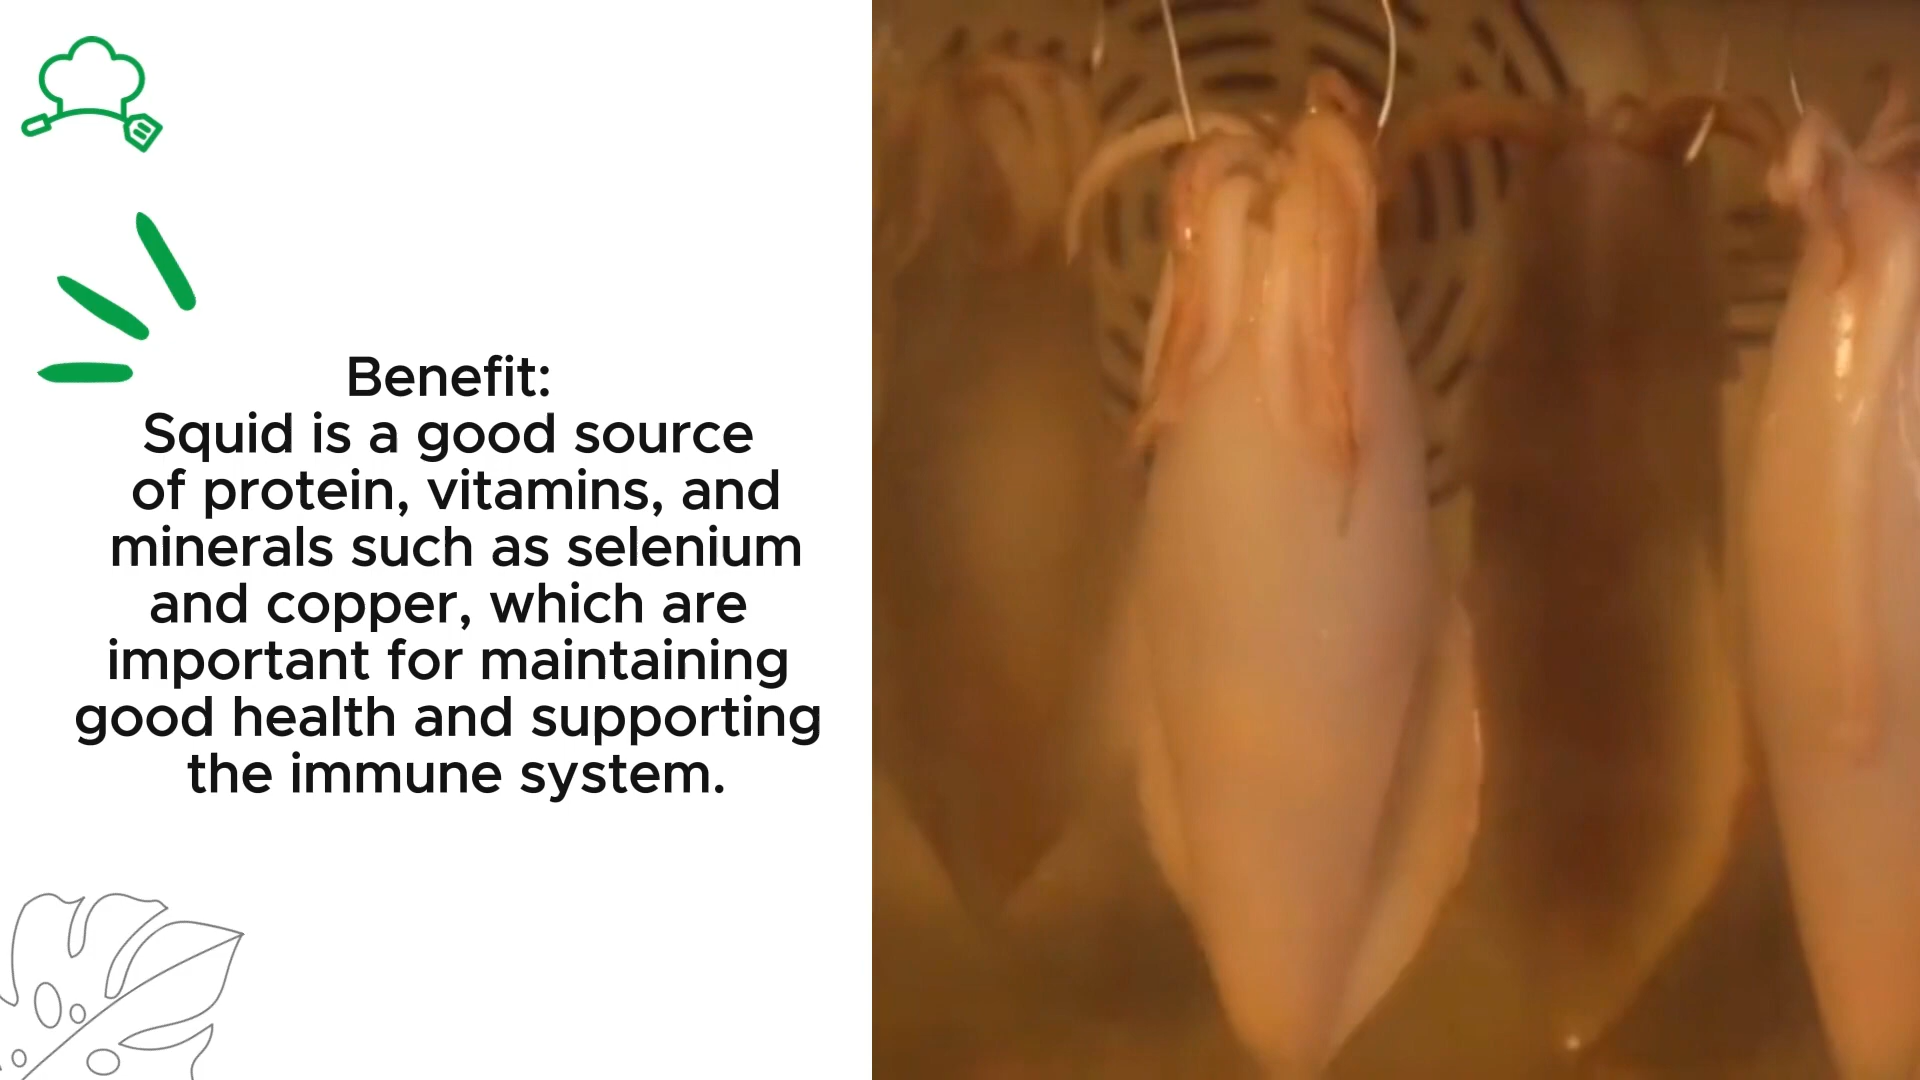 Benefit:
Squid is a good source
of protein, vitamins, and
minerals such as selenium
and copper, which are
important for maintaining
good health and supporting
the immune system.